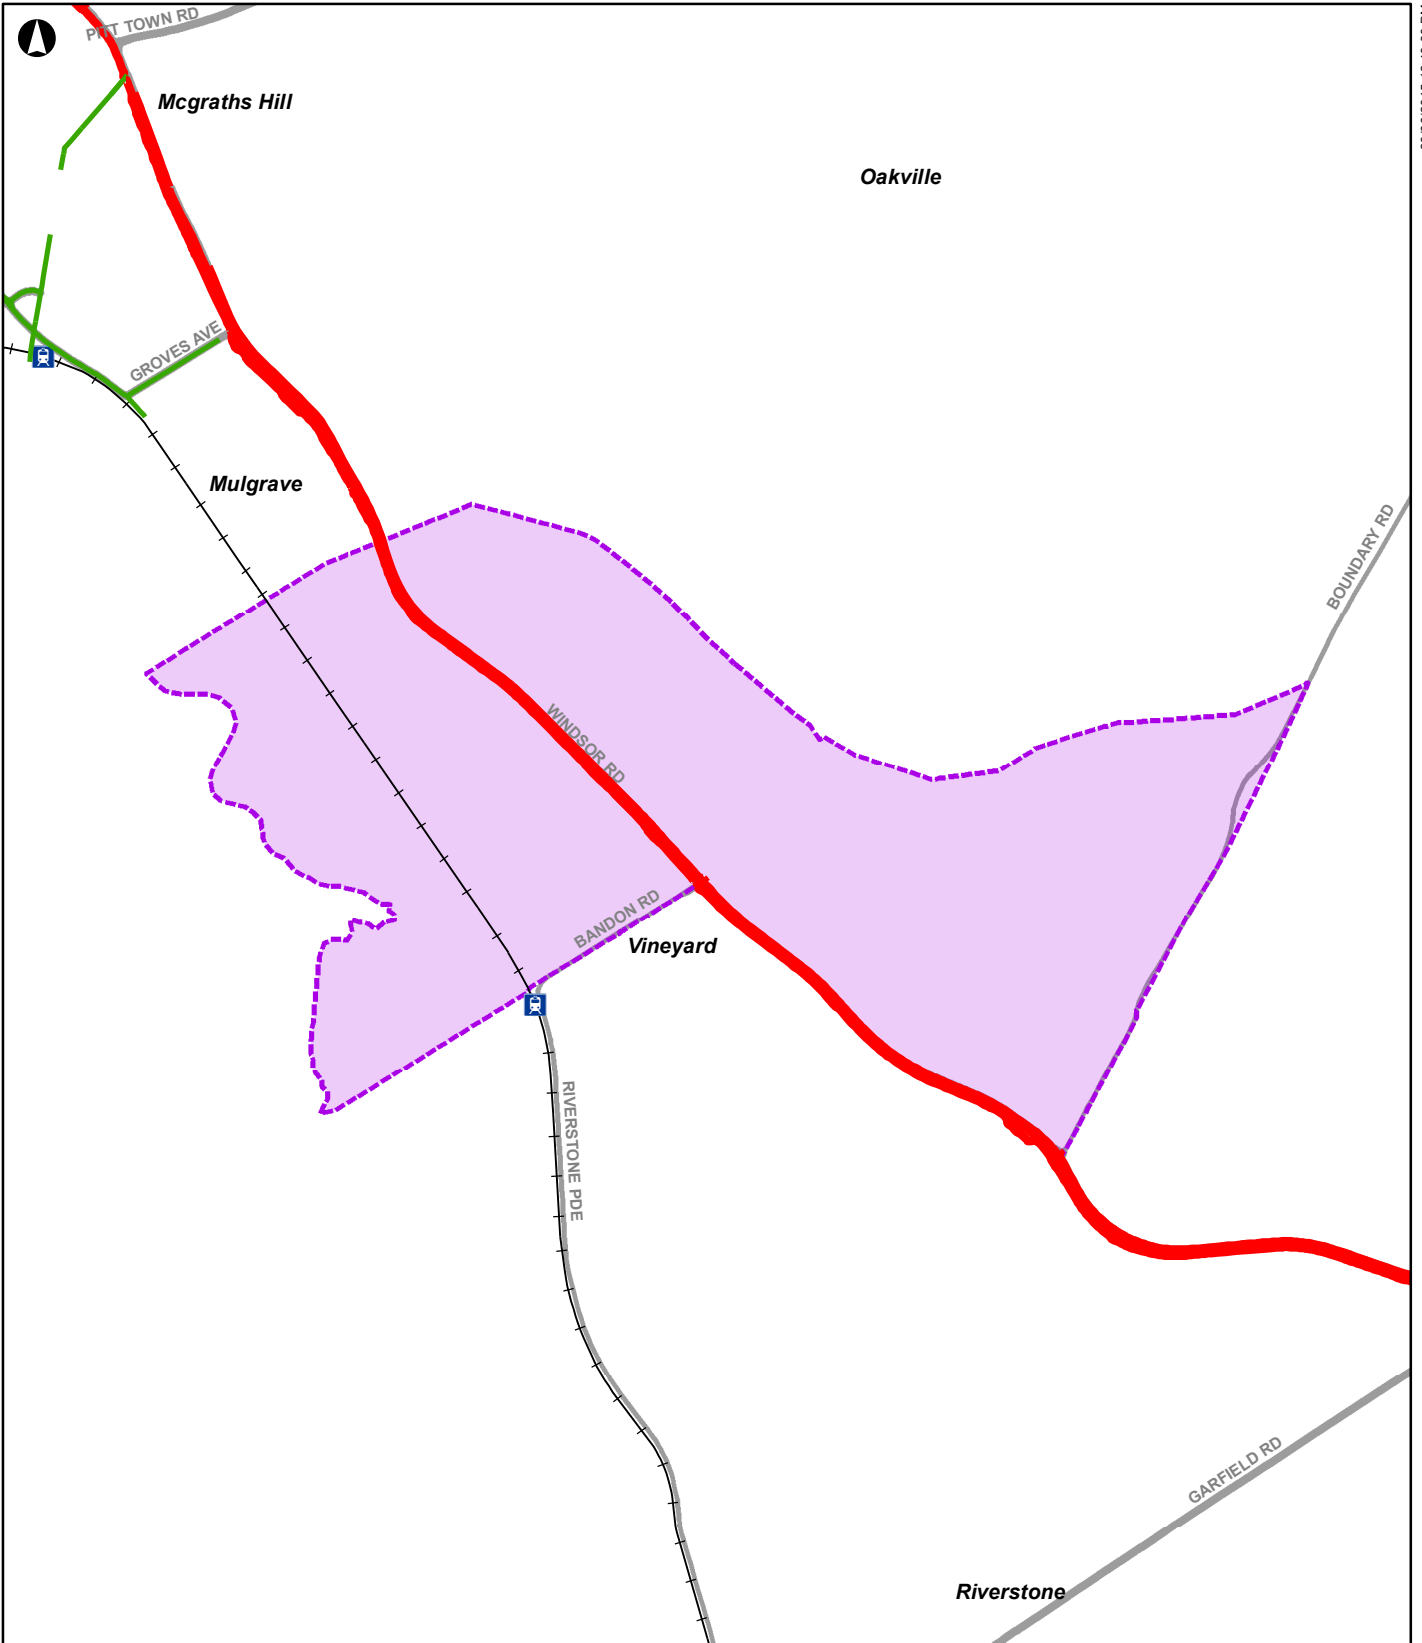 PITT TOWN RD
Mcgraths Hill
Oakville
GROVES AVE
Mulgrave
BOUNDARY RD
WINDSOR RD
BANDON RD
Vineyard
RIVERSTONE PDE
GARFIELD RD
Riverstone